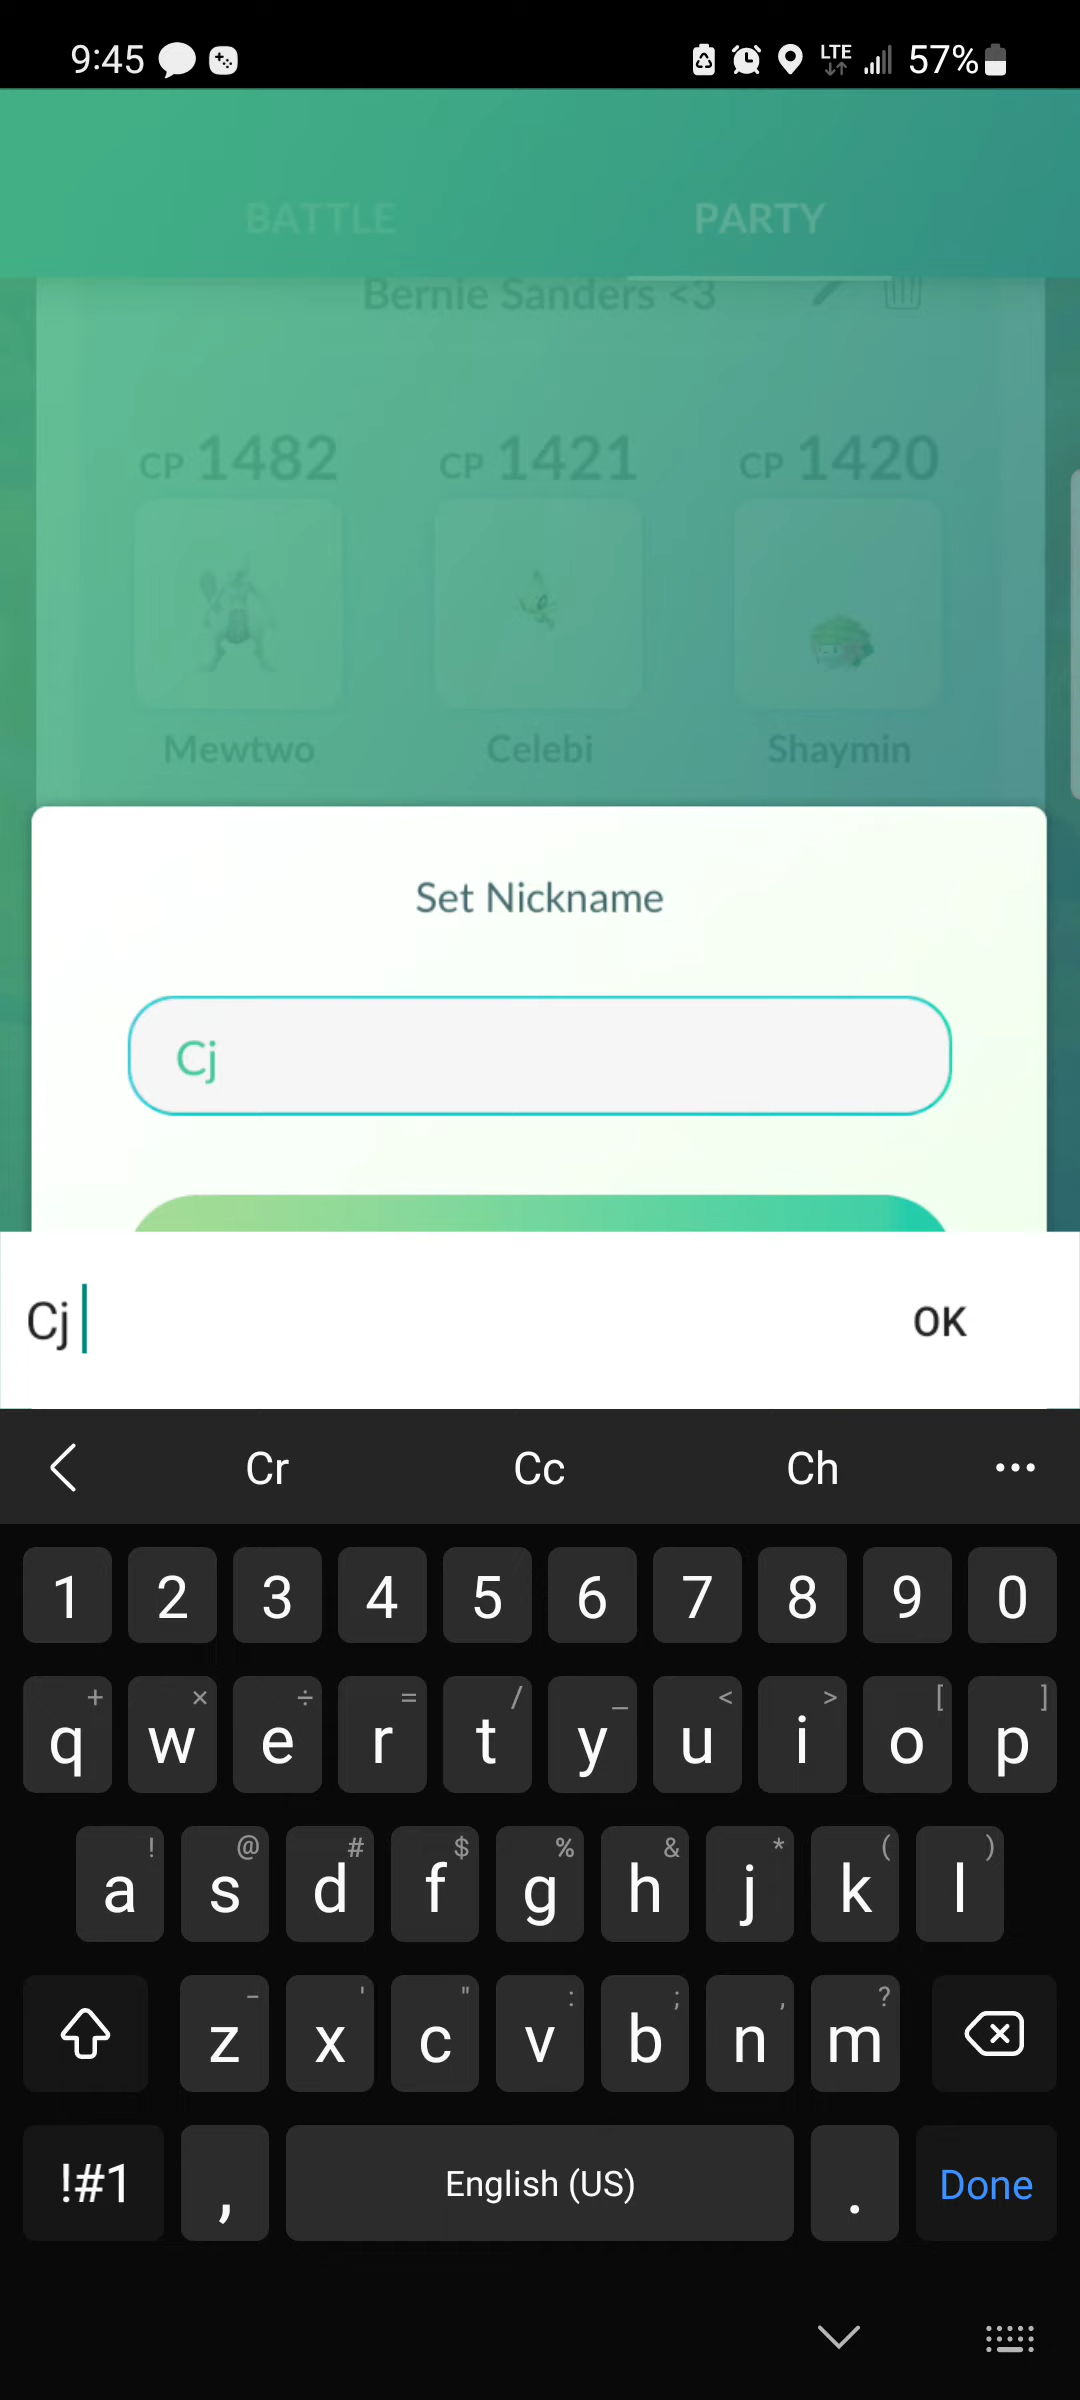 9:45 LTE 57%
BATTLE PARTY
Bernie Sanders <3
CP 1482 CP 1421 CP 1420
Mewtwo Celebi Shaymin
Set Nickname
Cj
Cj OK
Cr Cc Ch ...
1 2 3 4 5 6 7 8 9 0
+ × ÷ = / _ < > [ ]
q w e r t y u i o p
! @ # $ % & * ( )
a s d f g h j k l
- ' " : ; , ?
z x c v b n m
!#1 , English (US) . Done